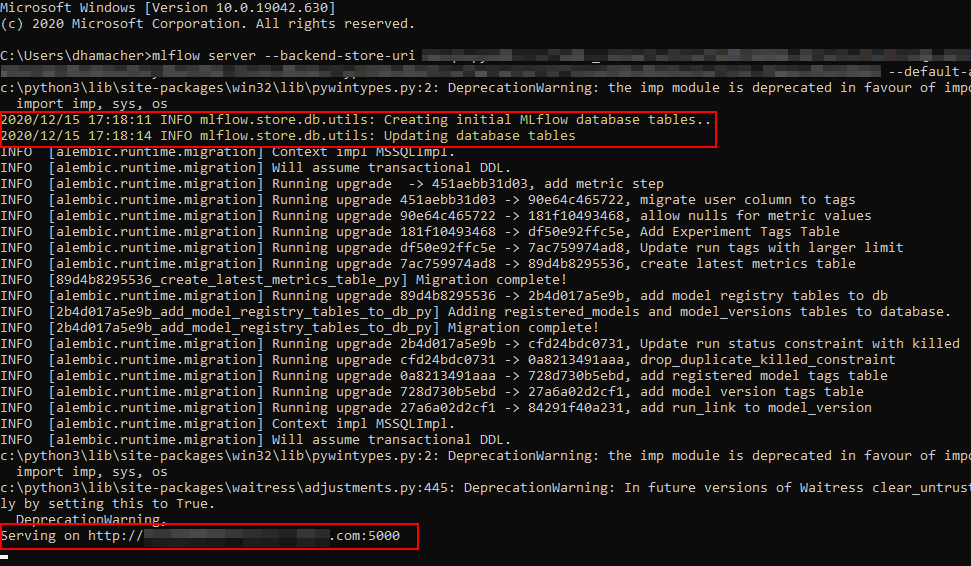 Microsoft Windows [Version 10.0.19042.630]
(c) 2020 Microsoft Corporation. All rights reserved.
C:\Users\dhamacher>mlflow server --backend-store-uri
--default-a
c:\python3\lib\site-packages\win32\lib\pywintypes.py:2: DeprecationWarning: the imp module is deprecated in favour of impo
import imp, sys, os
2020/12/15 17:18:11 INFO mlflow.store.db.utils: Creating initial MLflow database tables...
2020/12/15 17:18:14 INFO mlflow.store.db.utils: Updating database tables
INFO  [alembic.runtime.migration] Context impl MSSQLImpl.
INFO  [alembic.runtime.migration] Will assume transactional DDL.
INFO  [alembic.runtime.migration] Running upgrade  -> 451aebb31d03, add metric step
INFO  [alembic.runtime.migration] Running upgrade 451aebb31d03 -> 90e64c465722, migrate user column to tags
INFO  [alembic.runtime.migration] Running upgrade 90e64c465722 -> 181f10493468, allow nulls for metric values
INFO  [alembic.runtime.migration] Running upgrade 181f10493468 -> df50e92ffc5e, Add Experiment Tags Table
INFO  [alembic.runtime.migration] Running upgrade df50e92ffc5e -> 7ac759974ad8, Update run tags with larger limit
INFO  [alembic.runtime.migration] Running upgrade 7ac759974ad8 -> 89d4b8295536, create latest metrics table
INFO  [89d4b8295536_create_latest_metrics_table_py] Migration complete!
INFO  [alembic.runtime.migration] Running upgrade 89d4b8295536 -> 2b4d017a5e9b, add model registry tables to db
INFO  [2b4d017a5e9b_add_model_registry_tables_to_db_py] Adding registered_models and model_versions tables to database.
INFO  [2b4d017a5e9b_add_model_registry_tables_to_db_py] Migration complete!
INFO  [alembic.runtime.migration] Running upgrade 2b4d017a5e9b -> cfd24bdc0731, Update run status constraint with killed
INFO  [alembic.runtime.migration] Running upgrade cfd24bdc0731 -> 0a8213491aaa, drop_duplicate_killed_constraint
INFO  [alembic.runtime.migration] Running upgrade 0a8213491aaa -> 728d730b5ebd, add registered model tags table
INFO  [alembic.runtime.migration] Running upgrade 728d730b5ebd -> 27a6a02d2cf1, add model version tags table
INFO  [alembic.runtime.migration] Running upgrade 27a6a02d2cf1 -> 84291f40a231, add run_link to model_version
INFO  [alembic.runtime.migration] Context impl MSSQLImpl.
INFO  [alembic.runtime.migration] Will assume transactional DDL.
c:\python3\lib\site-packages\win32\lib\pywintypes.py:2: DeprecationWarning: the imp module is deprecated in favour of impo
import imp, sys, os
c:\python3\lib\site-packages\waitress\adjustments.py:445: DeprecationWarning: In future versions of Waitress clear_untrust
ly by setting this to True.
DeprecationWarning,
Serving on http:// .com:5000